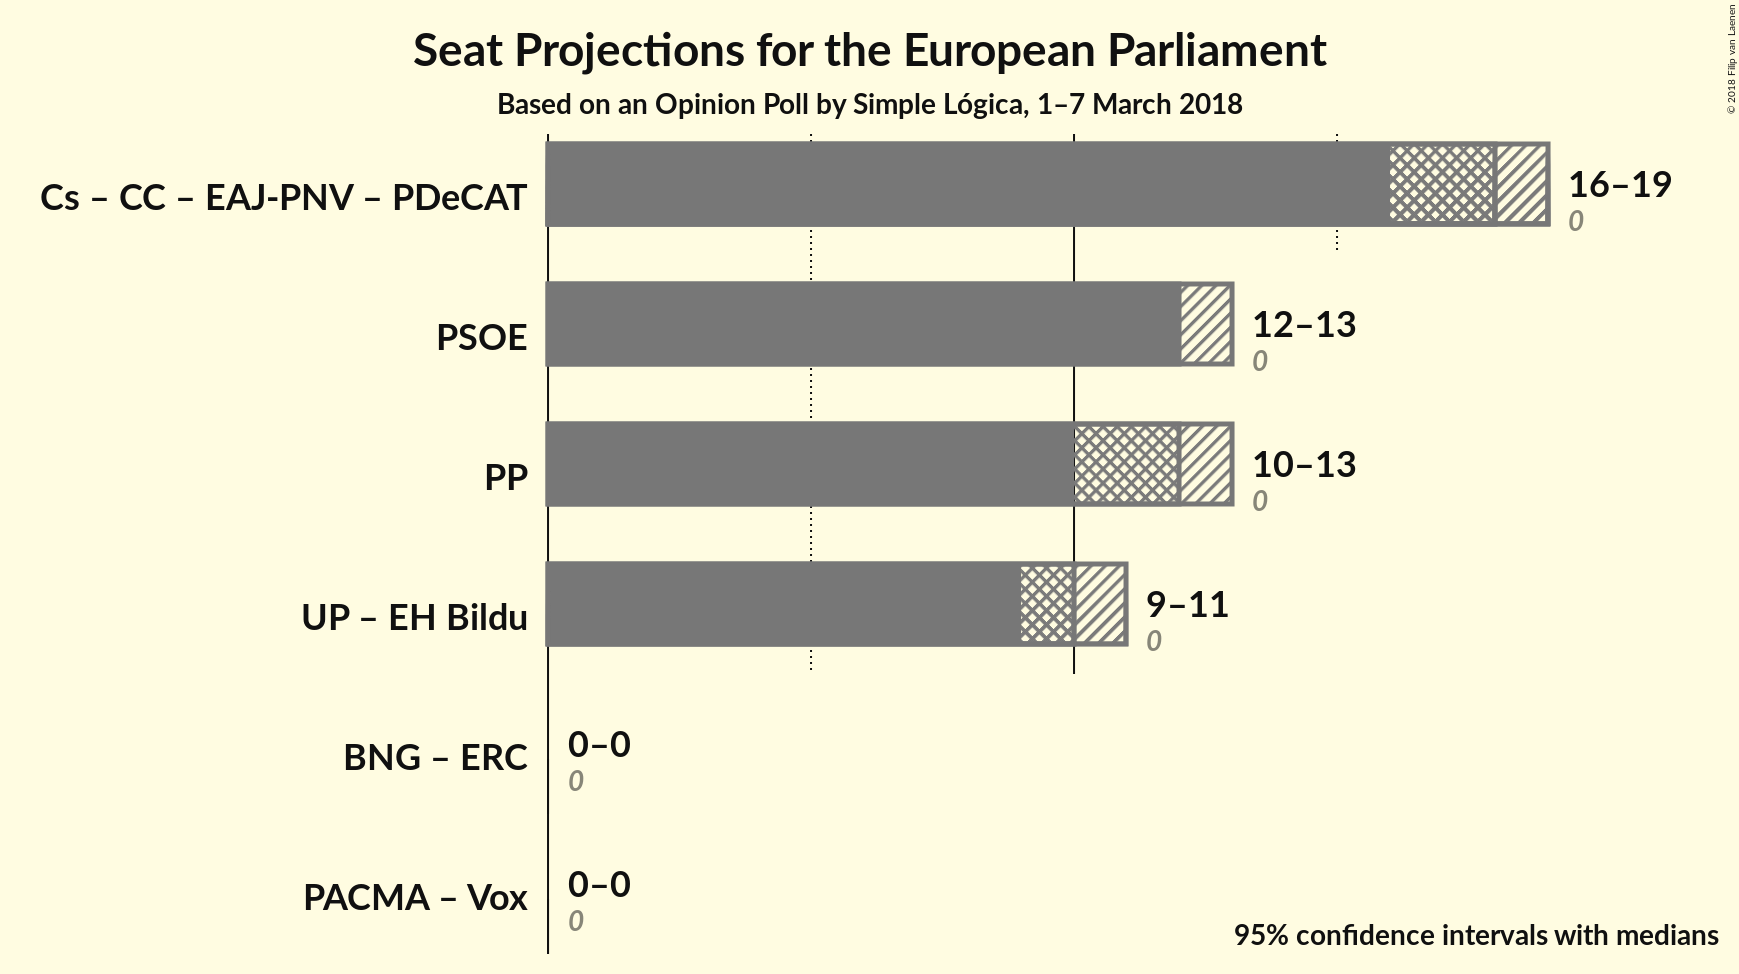 Seat Projections for the European Parliament
Based on an Opinion Poll by Simple Lógica, 1–7 March 2018
© 2018 Filip van Laenen
Cs – CC – EAJ-PNV – PDeCAT
16–19
0
PSOE
12–13
0
PP
10–13
0
UP – EH Bildu
9–11
0
BNG – ERC
0–0
0
PACMA – Vox
0–0
0
95% confidence intervals with medians